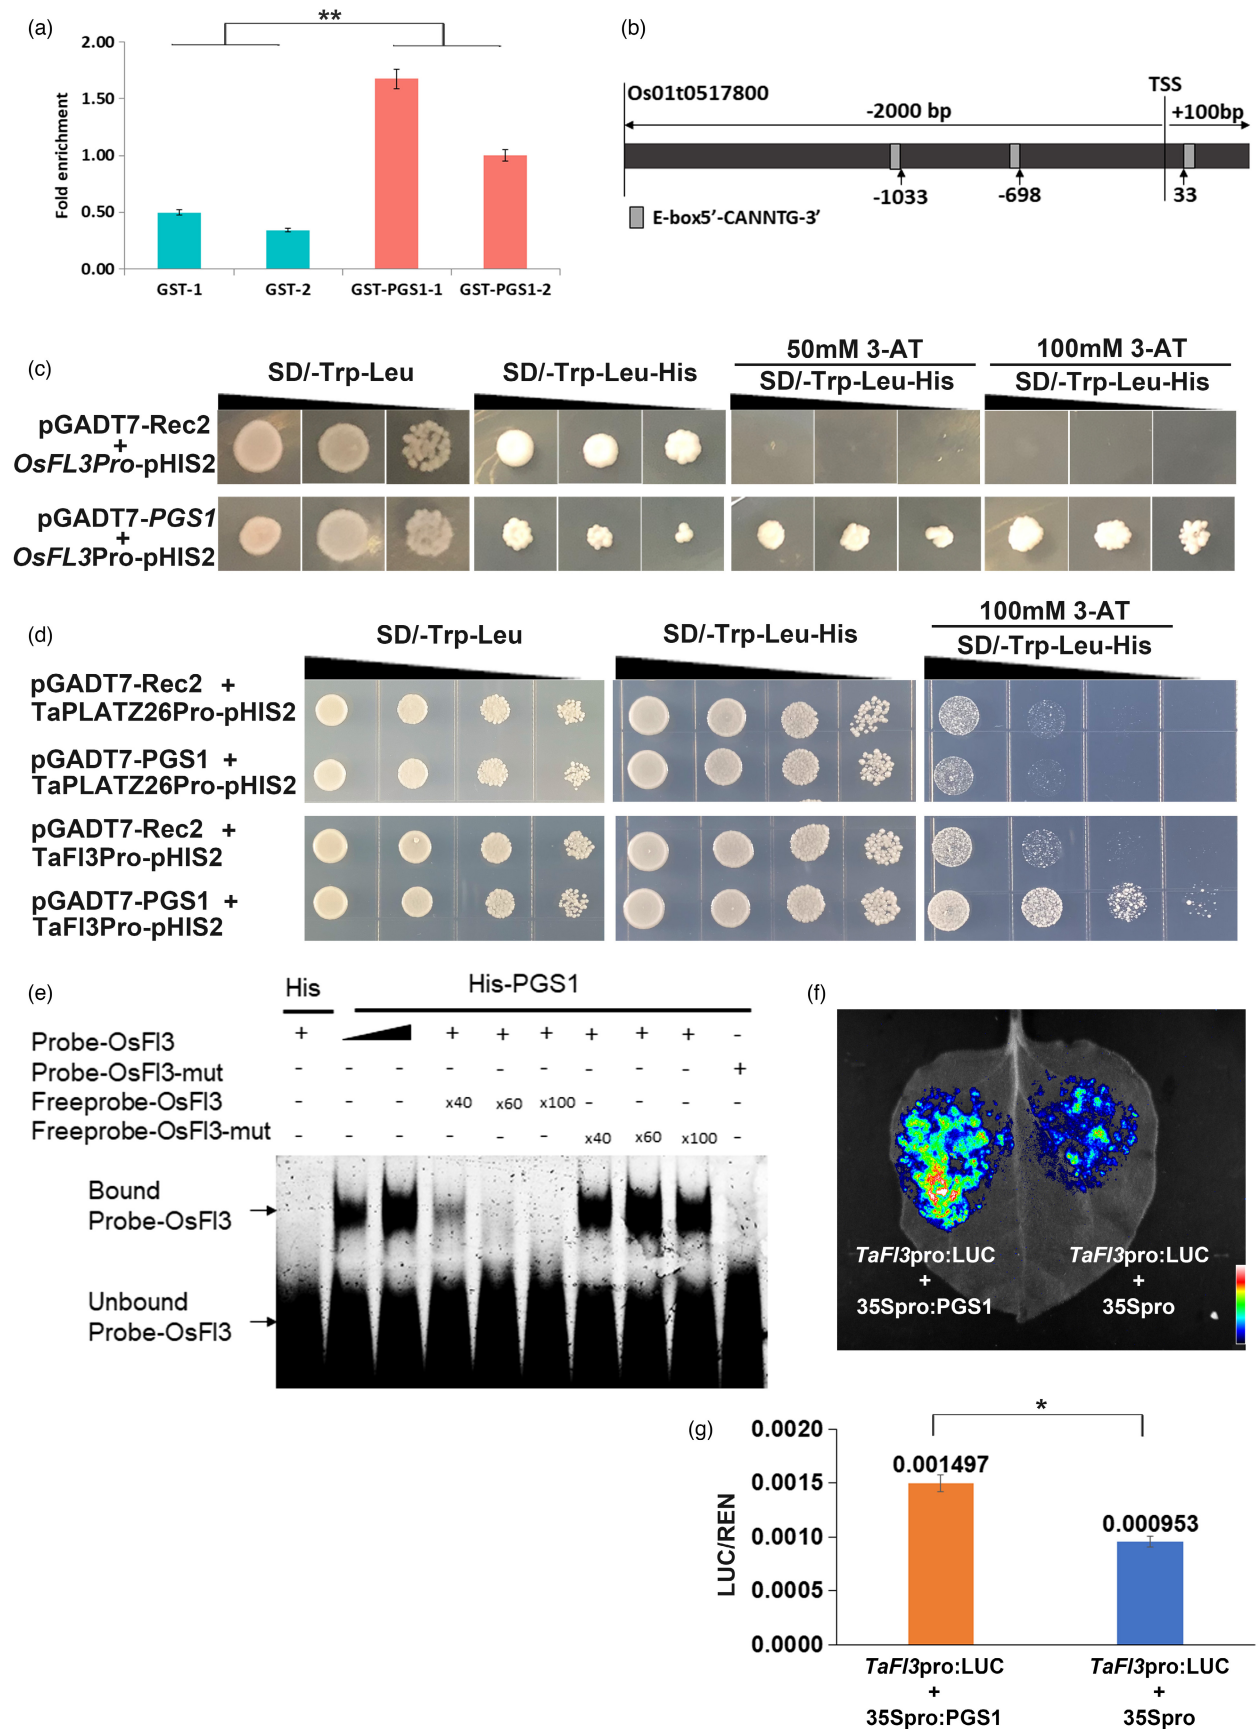 (a)
**
2.00
1.50
1.00
0.50
0.00
Fold enrichment
GST-1 GST-2 GST-PGS1-1 GST-PGS1-2
(b)
Os01t0517800
TSS
-2000 bp
+100bp
-1033 -698 33
E-box5′-CANNTG-3′
(c)
SD/-Trp-Leu
SD/-Trp-Leu-His
50mM 3-AT
SD/-Trp-Leu-His
100mM 3-AT
SD/-Trp-Leu-His
pGADT7-Rec2
+
OsFL3Pro-pHIS2
pGADT7-PGS1
+
OsFL3Pro-pHIS2
(d)
SD/-Trp-Leu
SD/-Trp-Leu-His
100mM 3-AT
SD/-Trp-Leu-His
pGADT7-Rec2 +
TaPLATZ26Pro-pHIS2
pGADT7-PGS1 +
TaPLATZ26Pro-pHIS2
pGADT7-Rec2 +
TaFl3Pro-pHIS2
pGADT7-PGS1 +
TaFl3Pro-pHIS2
(e)
His His-PGS1
Probe-OsFl3 + + + + + + + -
Probe-OsFl3-mut - - - - - - - - - +
Freeprobe-OsFl3 - - - x40 x60 x100 - - - -
Freeprobe-OsFl3-mut - - - - - - x40 x60 x100 -
Bound
Probe-OsFl3
Unbound
Probe-OsFl3
(f)
TaFl3pro:LUC
+
35Spro:PGS1
TaFl3pro:LUC
+
35Spro
(g)
*
0.0020
0.0015
0.0010
0.0005
0.0000
LUC/REN
0.001497
0.000953
TaFl3pro:LUC
+
35Spro:PGS1
TaFl3pro:LUC
+
35Spro